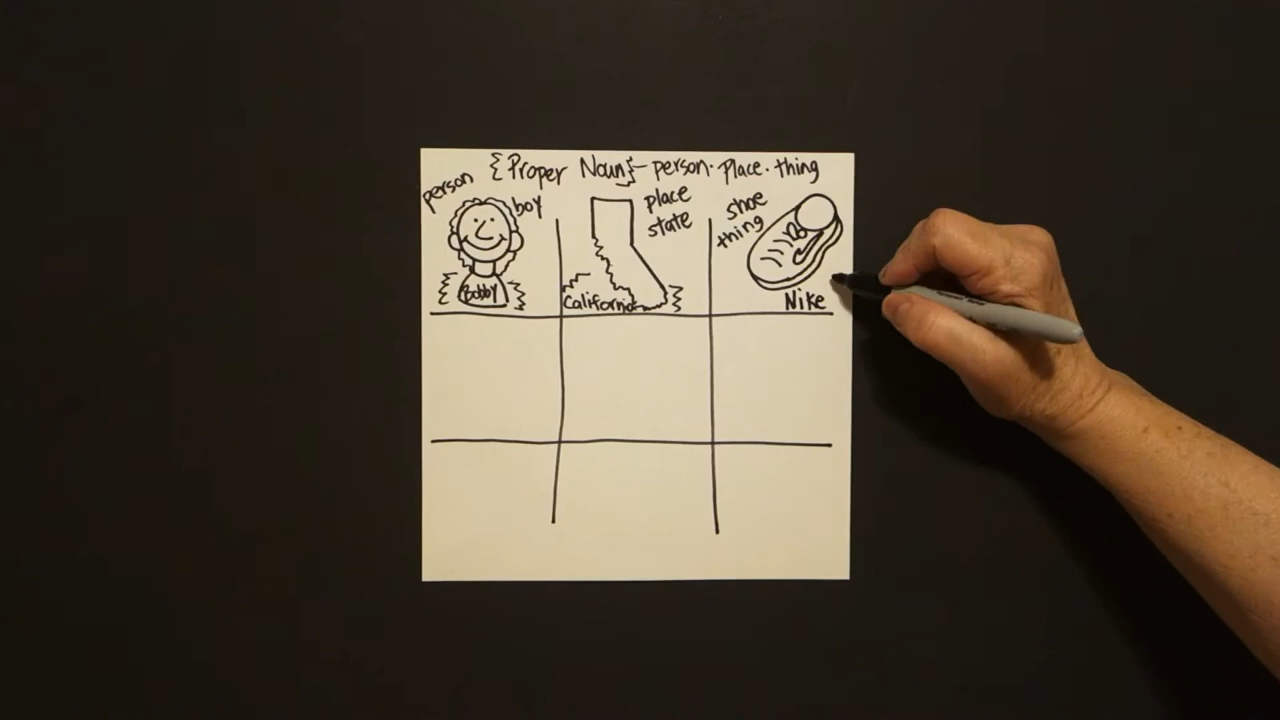 {Proper Noun}-person·Place·thing
person
boy
Bobby
place
state
California
shoe
thing
Nike